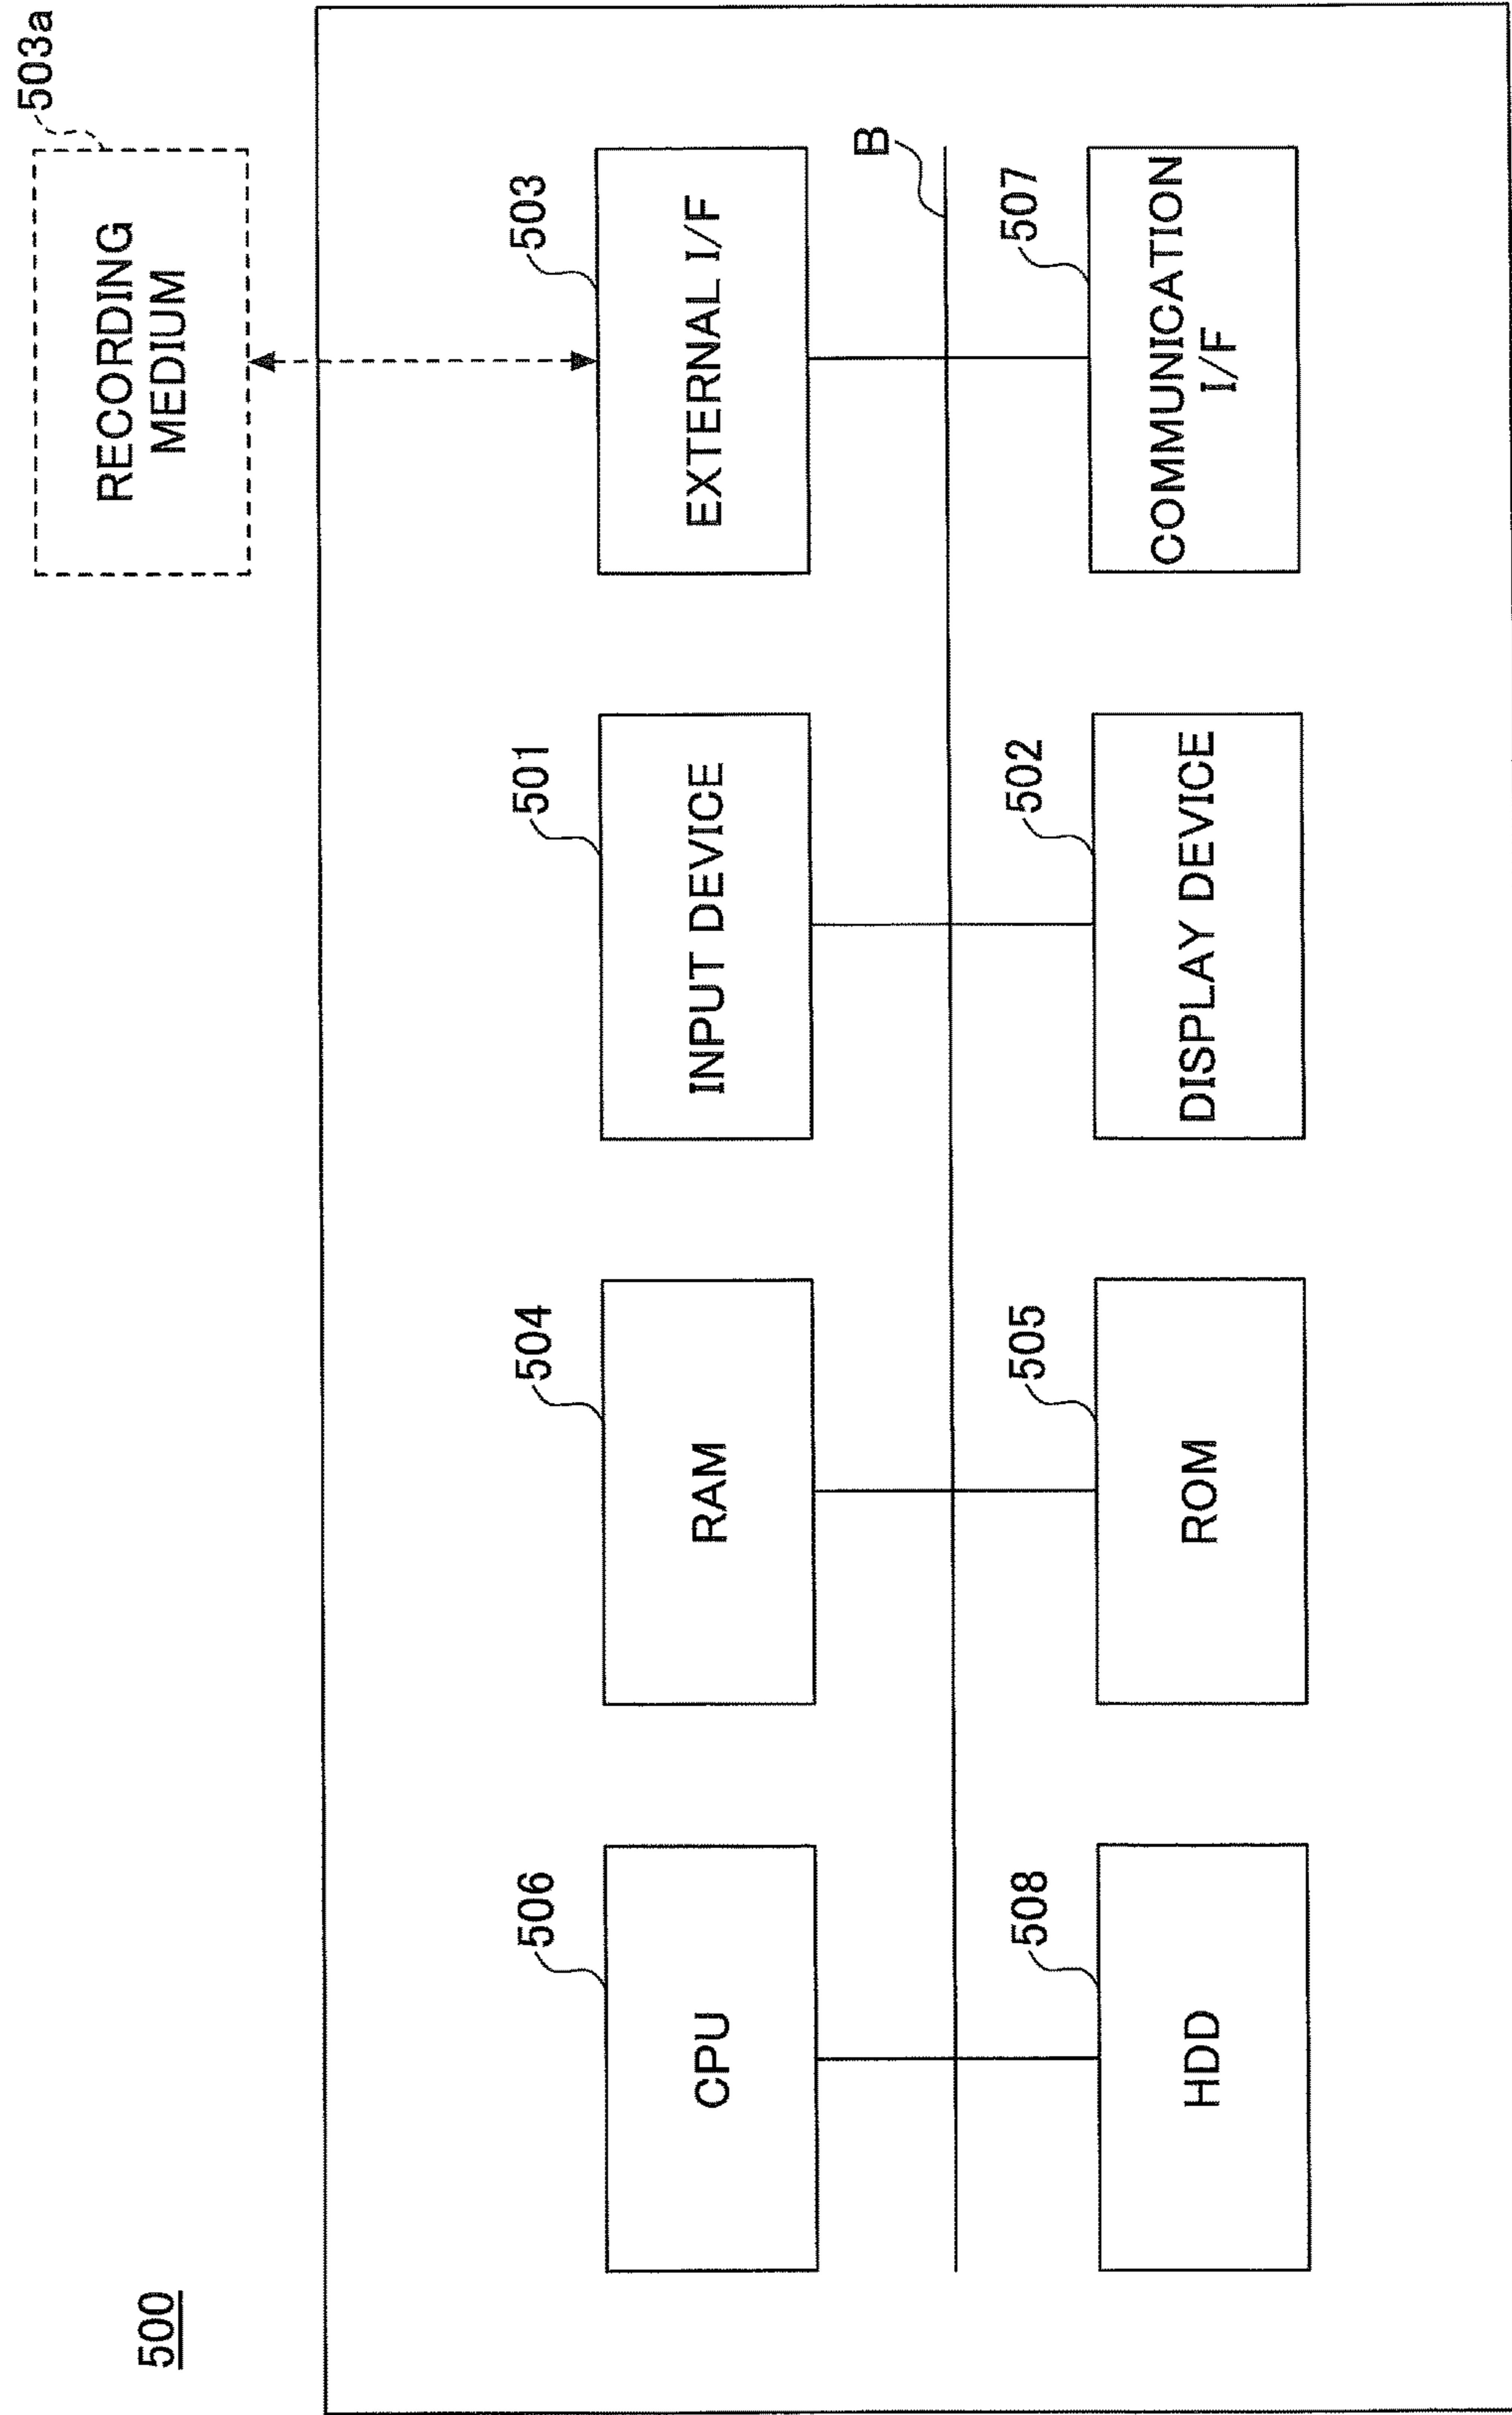 500
RECORDING
MEDIUM
503a
506
CPU
504
RAM
501
INPUT DEVICE
503
EXTERNAL I/F
B
508
HDD
505
ROM
502
DISPLAY DEVICE
507
COMMUNICATION
I/F